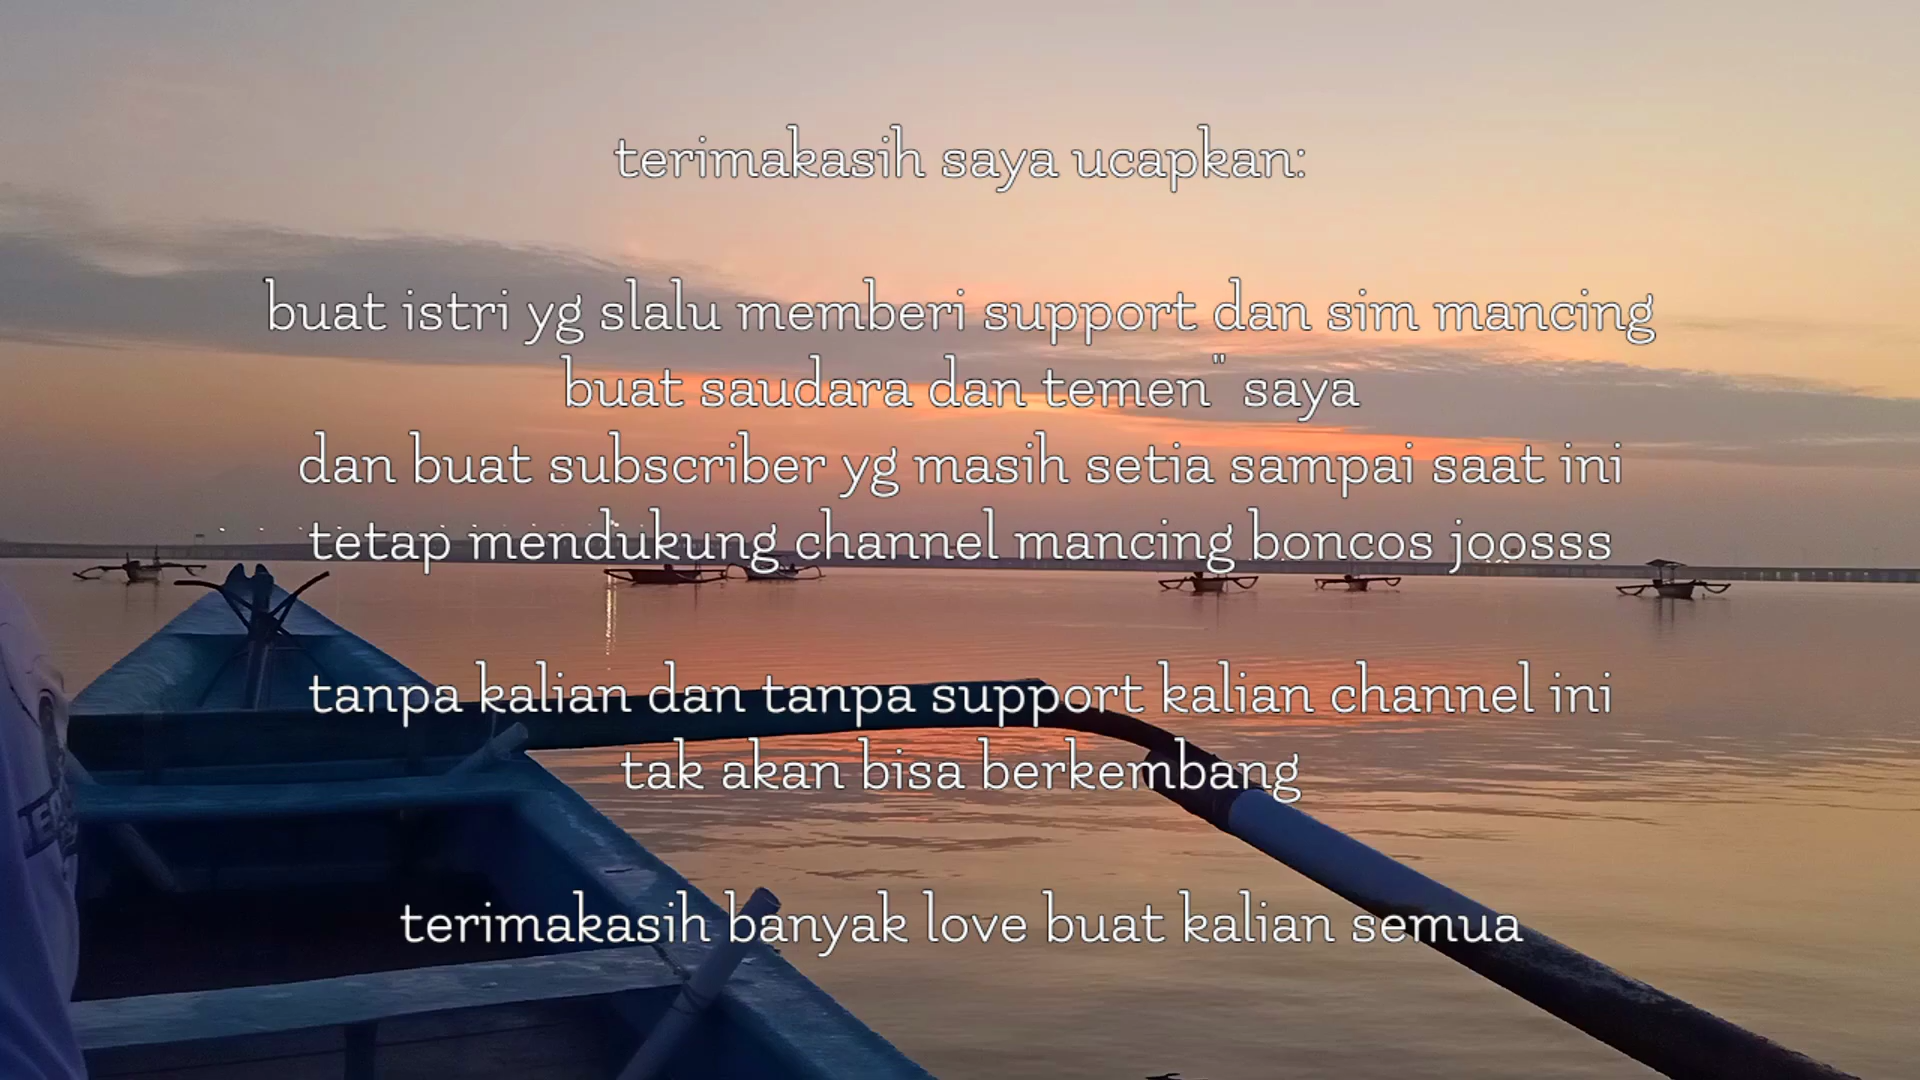 terimakasih saya ucapkan:
buat istri yg slalu memberi support dan sim mancing
buat saudara dan temen" saya
dan buat subscriber yg masih setia sampai saat ini
tetap mendukung channel mancing boncos joosss
tanpa kalian dan tanpa support kalian channel ini
tak akan bisa berkembang
terimakasih banyak love buat kalian semua